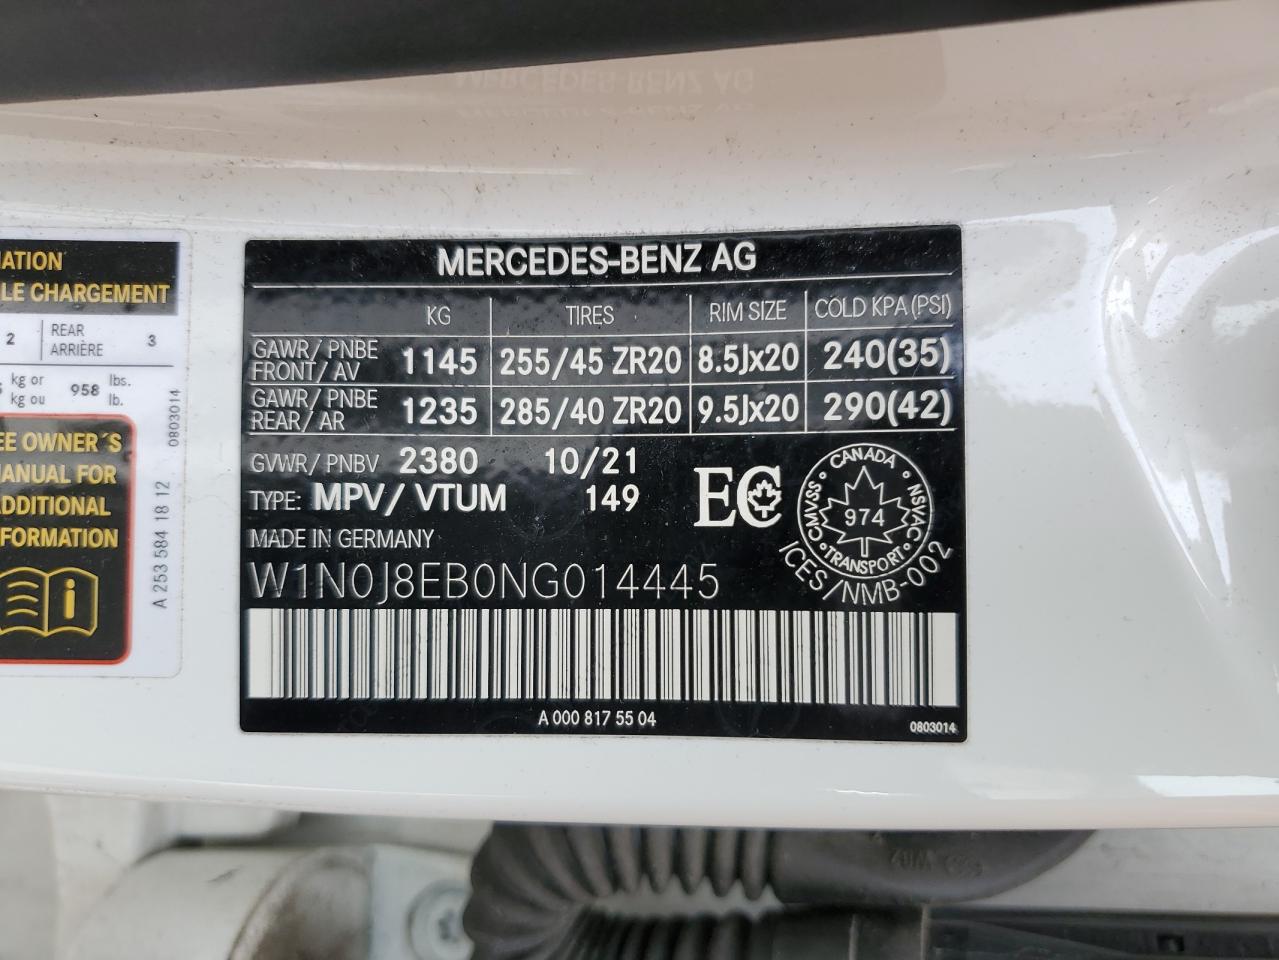 MERCEDES-BENZ AG
KG TIRES RIM SIZE COLD KPA (PSI)
GAWR/ PNBE FRONT/ AV 1145 255/45 ZR20 8.5Jx20 240(35)
GAWR/ PNBE REAR/ AR 1235 285/40 ZR20 9.5Jx20 290(42)
GVWR/ PNBV 2380 10/21
TYPE: MPV/ VTUM 149
MADE IN GERMANY
W1N0J8EB0NG014445
A 000 817 55 04
0803014
EC
CANADA
CMVSS NSVAC
974
TRANSPORT
ICES/NMB-002
LE CHARGEMENT
2 REAR ARRIÈRE 3
kg or
kg ou
958 lbs.
lb.
OWNER´S
FOR
0803014
A 253 584 18 12